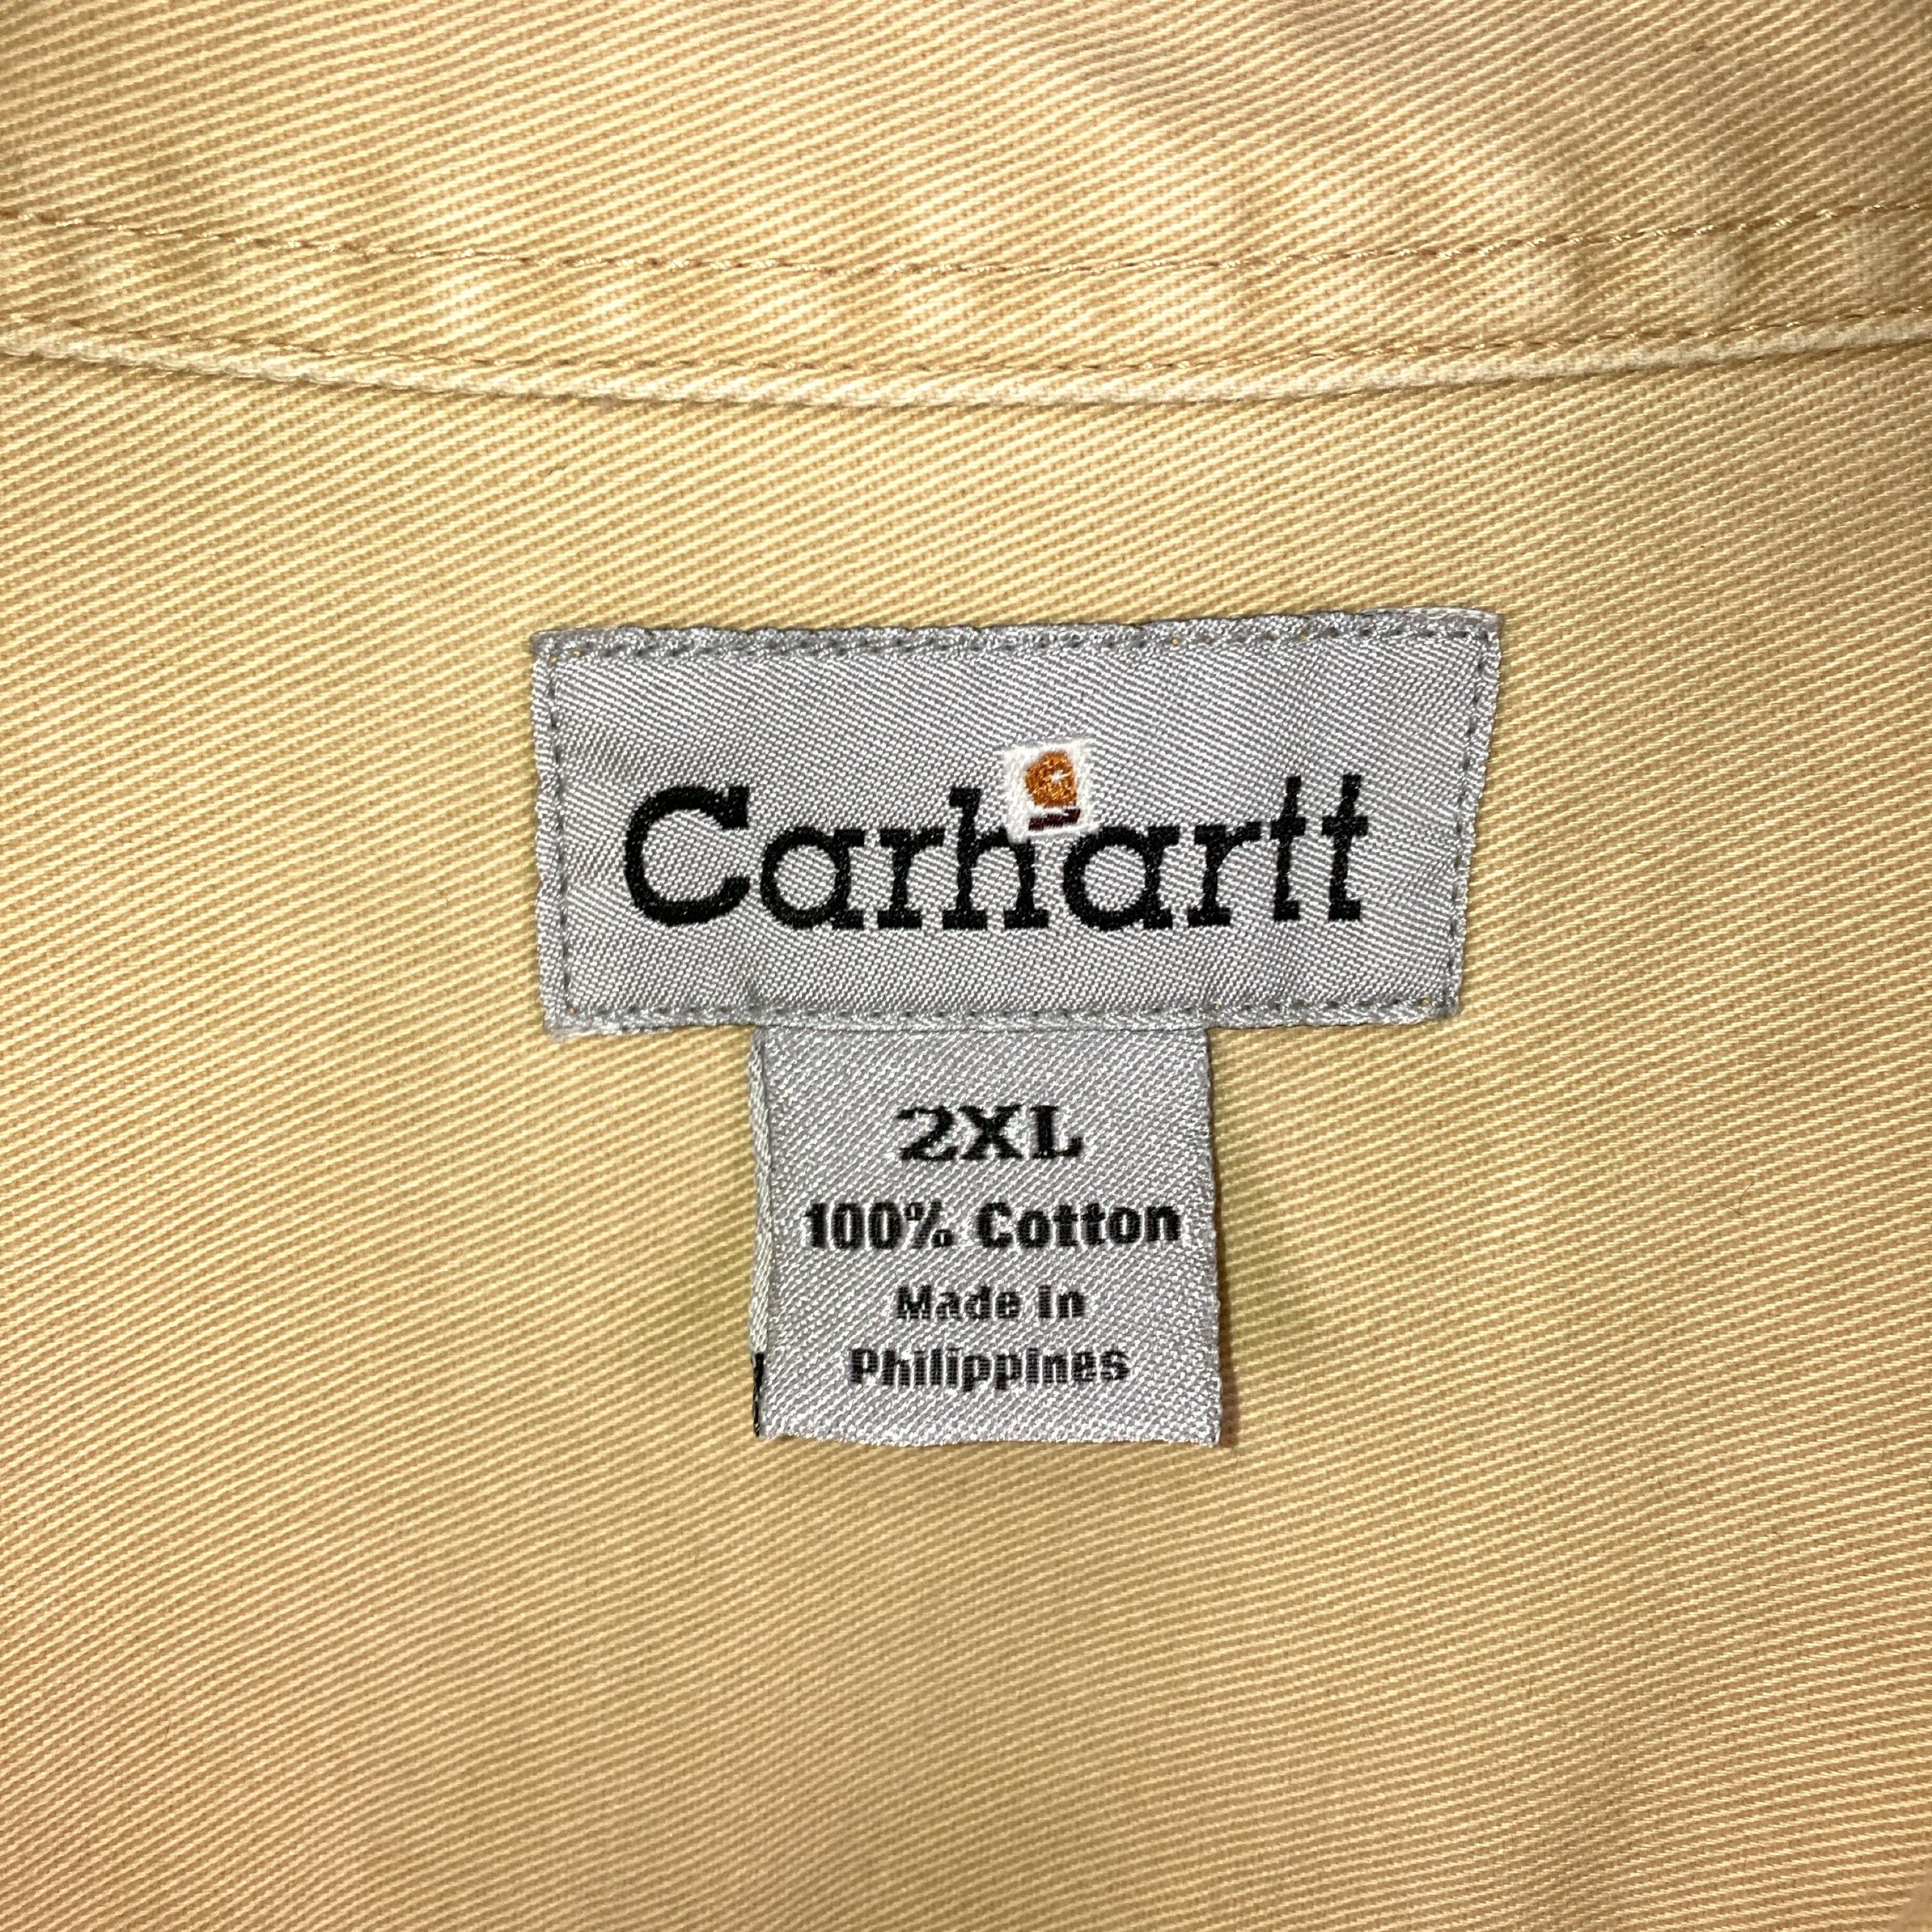 Carhartt
2XL
100% Cotton
Made in
Philippines